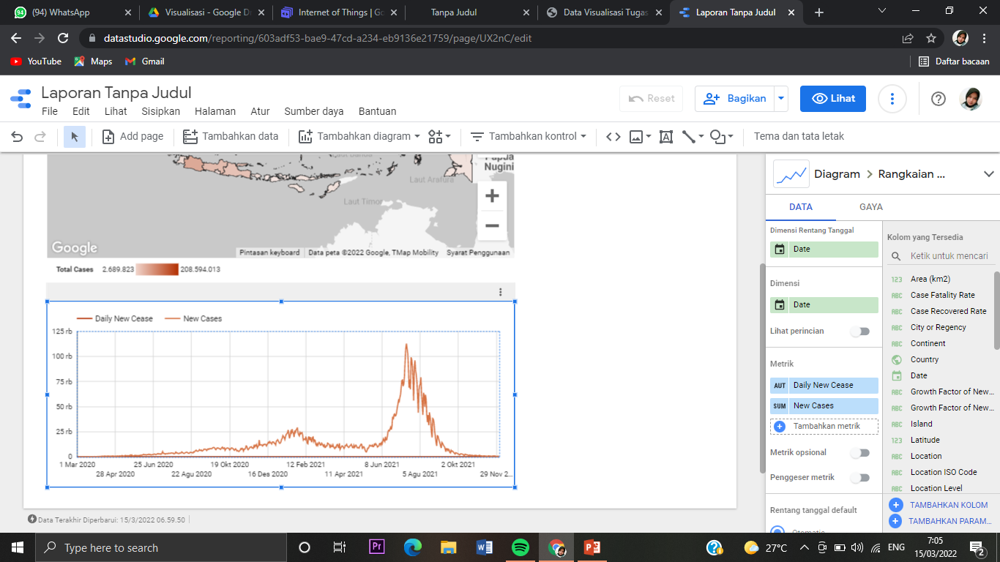 (94) WhatsApp
Visualisasi - Google D
Internet of Things | Go
Tanpa Judul
Data Visualisasi Tugas
Laporan Tanpa Judul
datastudio.google.com/reporting/603adf53-bae9-47cd-a234-eb9136e21759/page/UX2nC/edit
YouTube Maps Gmail Daftar bacaan
Laporan Tanpa Judul
Reset Bagikan Lihat
File Edit Lihat Sisipkan Halaman Atur Sumber daya Bantuan
Add page Tambahkan data Tambahkan diagram Tambahkan kontrol Tema dan tata letak
Papua
Nugini
Laut Banda
Laut Arafura
Laut Timor
Google
Pintasan keyboard Data peta ©2022 Google, TMap Mobility Syarat Penggunaan
Total Cases 2.689.823 208.594.013
Daily New Cease New Cases
125 rb
100 rb
75 rb
50 rb
25 rb
0
1 Mar 2020 25 Jun 2020 19 Okt 2020 12 Feb 2021 8 Jun 2021 2 Okt 2021
28 Apr 2020 22 Agu 2020 16 Des 2020 11 Apr 2021 5 Agu 2021 29 Nov 2...
Data Terakhir Diperbarui: 15/3/2022 06.59.50
Diagram Rangkaian ...
DATA GAYA
Dimensi Rentang Tanggal
Date
Dimensi
Date
Lihat perincian
Metrik
AUT Daily New Cease
SUM New Cases
Tambahkan metrik
Metrik opsional
Penggeser metrik
Rentang tanggal default
Otomatis
Kolom yang Tersedia
Ketik untuk mencari
123 Area (km2)
ABC Case Fatality Rate
ABC Case Recovered Rate
ABC City or Regency
ABC Continent
Country
Date
ABC Growth Factor of New...
ABC Growth Factor of New...
ABC Island
123 Latitude
ABC Location
ABC Location ISO Code
ABC Location Level
TAMBAHKAN KOLOM
TAMBAHKAN PARAM...
Type here to search
Pr
27°C
ENG
7:05
15/03/2022
2